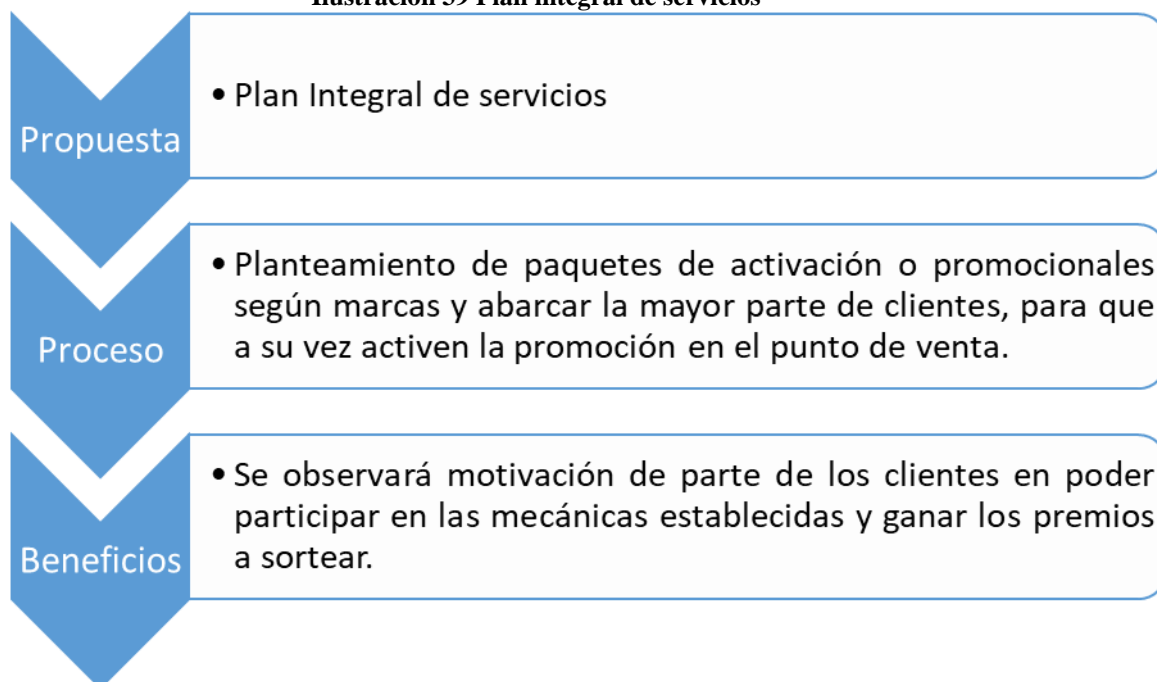 Ilustración 39 Plan integral de servicios
Propuesta
• Plan Integral de servicios
Proceso
• Planteamiento de paquetes de activación o promocionales
según marcas y abarcar la mayor parte de clientes, para que
a su vez activen la promoción en el punto de venta.
Beneficios
• Se observará motivación de parte de los clientes en poder
participar en las mecánicas establecidas y ganar los premios
a sortear.